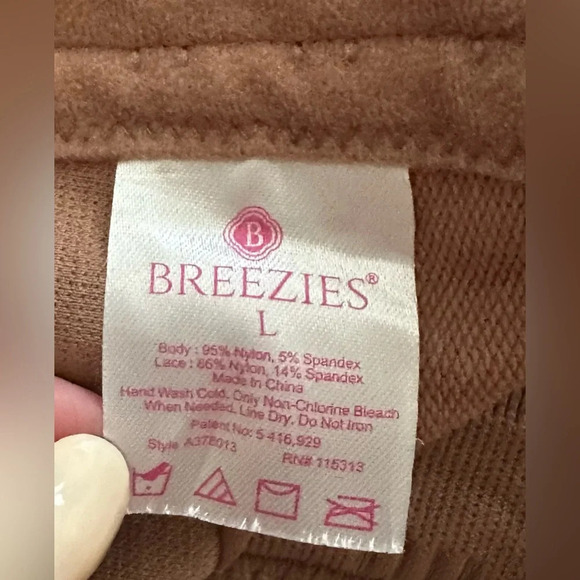 B
BREEZIES®
L
Body : 95% Nylon, 5% Spandex
Lace : 86% Nylon, 14% Spandex
Made In China
Hand Wash Cold, Only Non-Chlorine Bleach
When Needed, Line Dry, Do Not Iron
Patent No: 5 416,929
Style A378013 RN# 115313